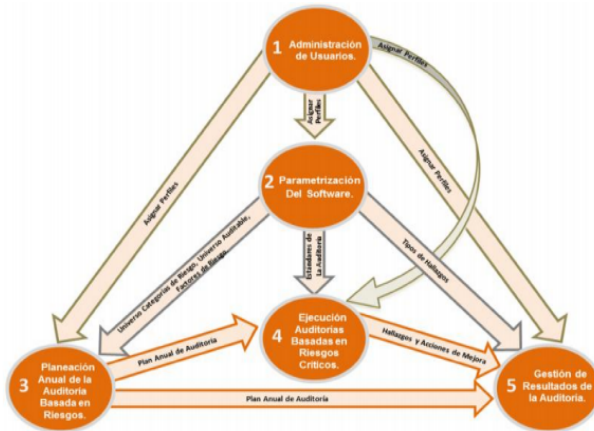 1 Administración
de Usuarios.
Asignar Perfiles
Asignar Perfiles
Asignar
Perfiles
Asignar Perfiles
2 Parametrización
Del Software.
Universo Categorías de Riesgo, Universo Auditable,
Factores de Riesgo.
Estandares de
La Auditoría
Tipos de Hallazgos
3 Planeación
Anual de la
Auditoría
Basada en
Riesgos.
Plan Anual de Auditoría
4 Ejecución
Auditorías
Basadas en
Riesgos
Críticos.
Hallazgos y Acciones de Mejora
Plan Anual de Auditoría
5 Gestión de
Resultados de
la Auditoria.